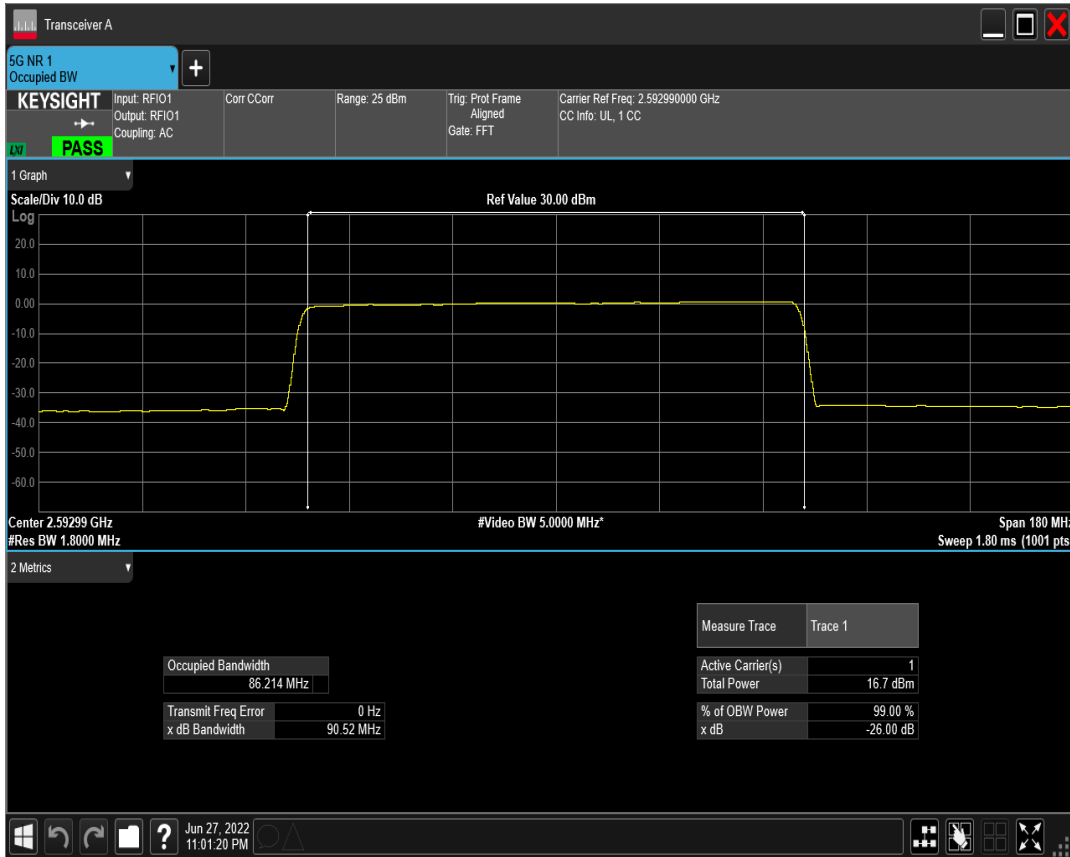 Transceiver A
5G NR 1
Occupied BW
+
KEYSIGHT
LXI
PASS
Input: RFIO1
Output: RFIO1
Coupling: AC
Corr CCorr
Range: 25 dBm
Trig: Prot Frame
Aligned
Gate: FFT
Carrier Ref Freq: 2.592990000 GHz
CC Info: UL, 1 CC
1 Graph
Scale/Div 10.0 dB
Ref Value 30.00 dBm
Log
20.0
10.0
0.00
-10.0
-20.0
-30.0
-40.0
-50.0
-60.0
Center 2.59299 GHz
#Video BW 5.0000 MHz*
Span 180 MHz
#Res BW 1.8000 MHz
Sweep 1.80 ms (1001 pts
2 Metrics
Measure Trace
Trace 1
Occupied Bandwidth
86.214 MHz
Active Carrier(s) 1
Total Power 16.7 dBm
Transmit Freq Error 0 Hz
x dB Bandwidth 90.52 MHz
% of OBW Power 99.00 %
x dB -26.00 dB
?
Jun 27, 2022
11:01:20 PM